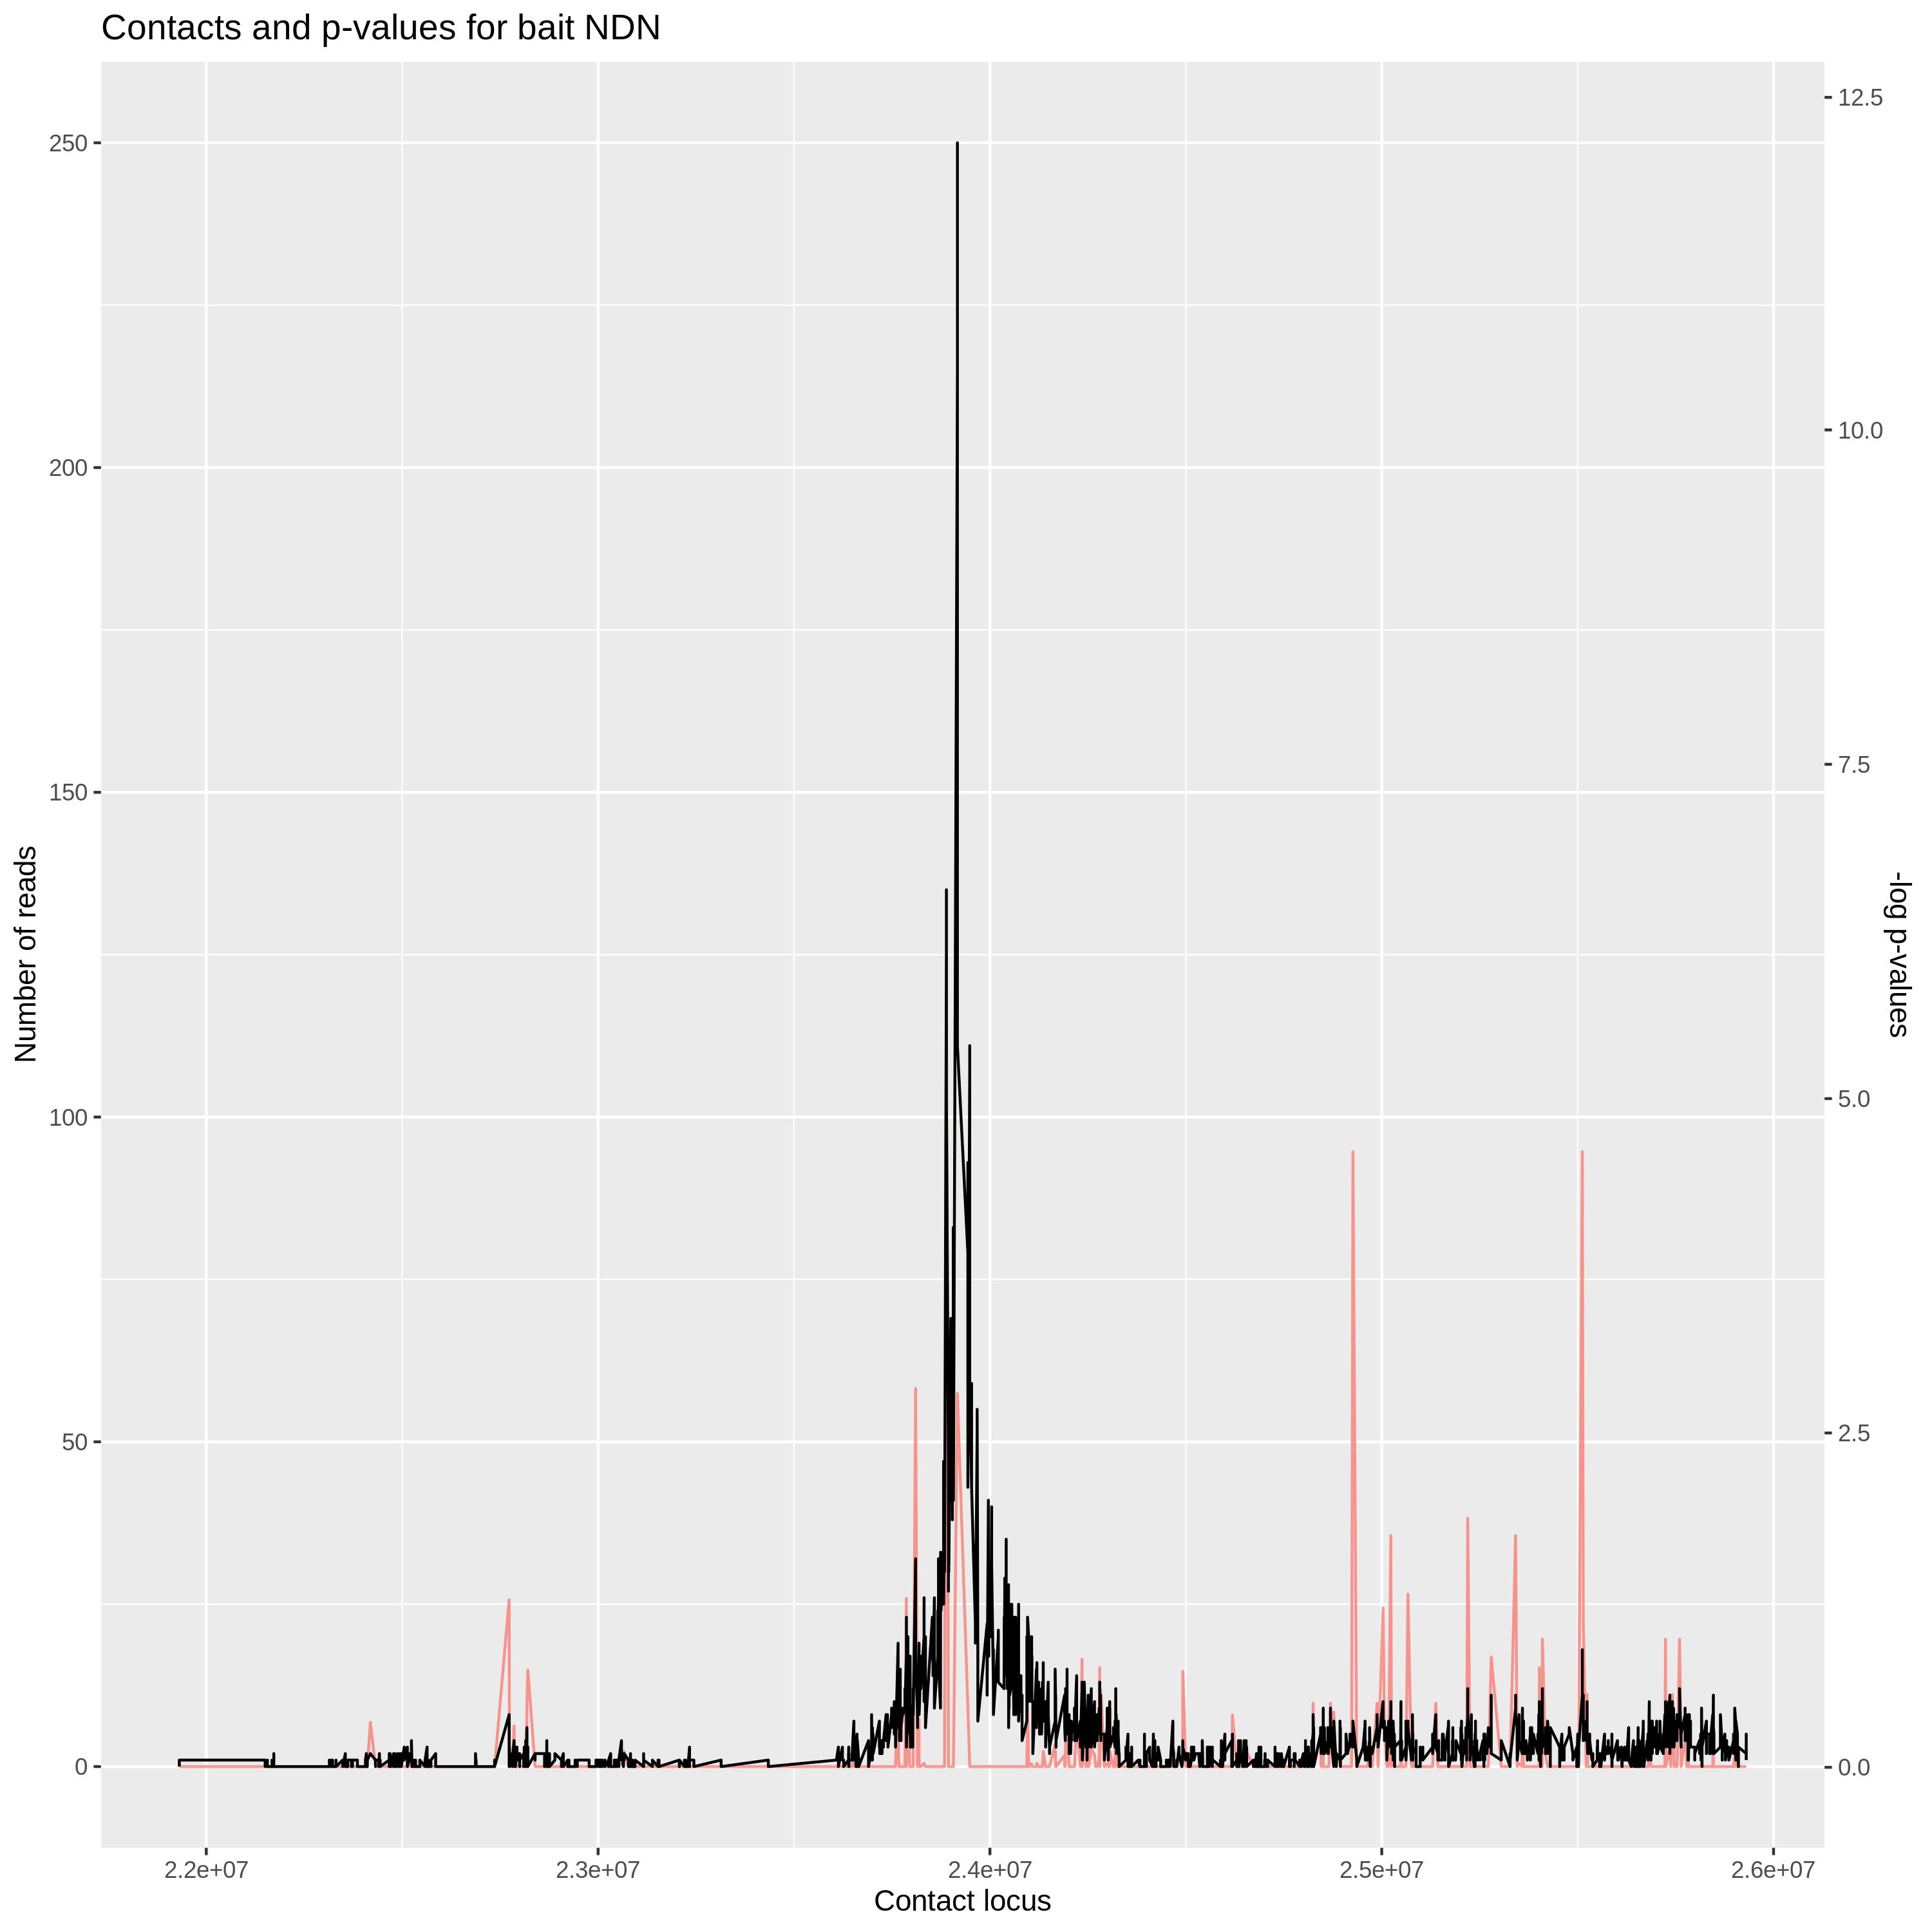 Contacts and p-values for bait NDN
250
200
150
100
50
0
Number of reads
12.5
10.0
7.5
5.0
2.5
0.0
-log p-values
2.2e+07
2.3e+07
2.4e+07
2.5e+07
2.6e+07
Contact locus